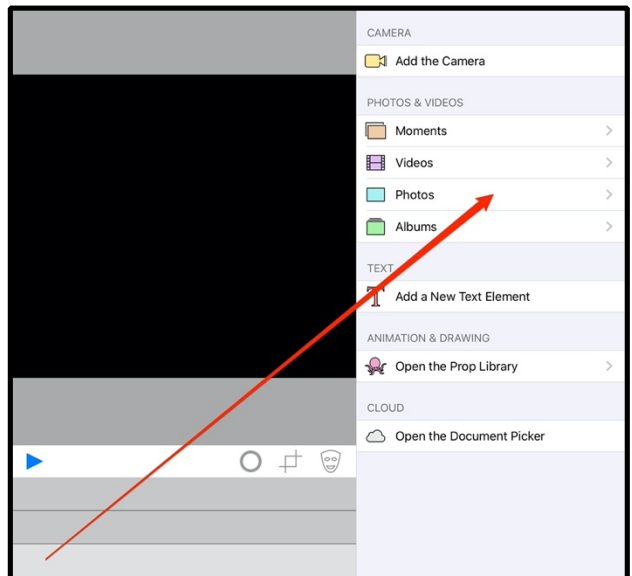 CAMERA
Add the Camera
PHOTOS & VIDEOS
Moments
Videos
Photos
Albums
TEXT
Add a New Text Element
ANIMATION & DRAWING
Open the Prop Library
CLOUD
Open the Document Picker